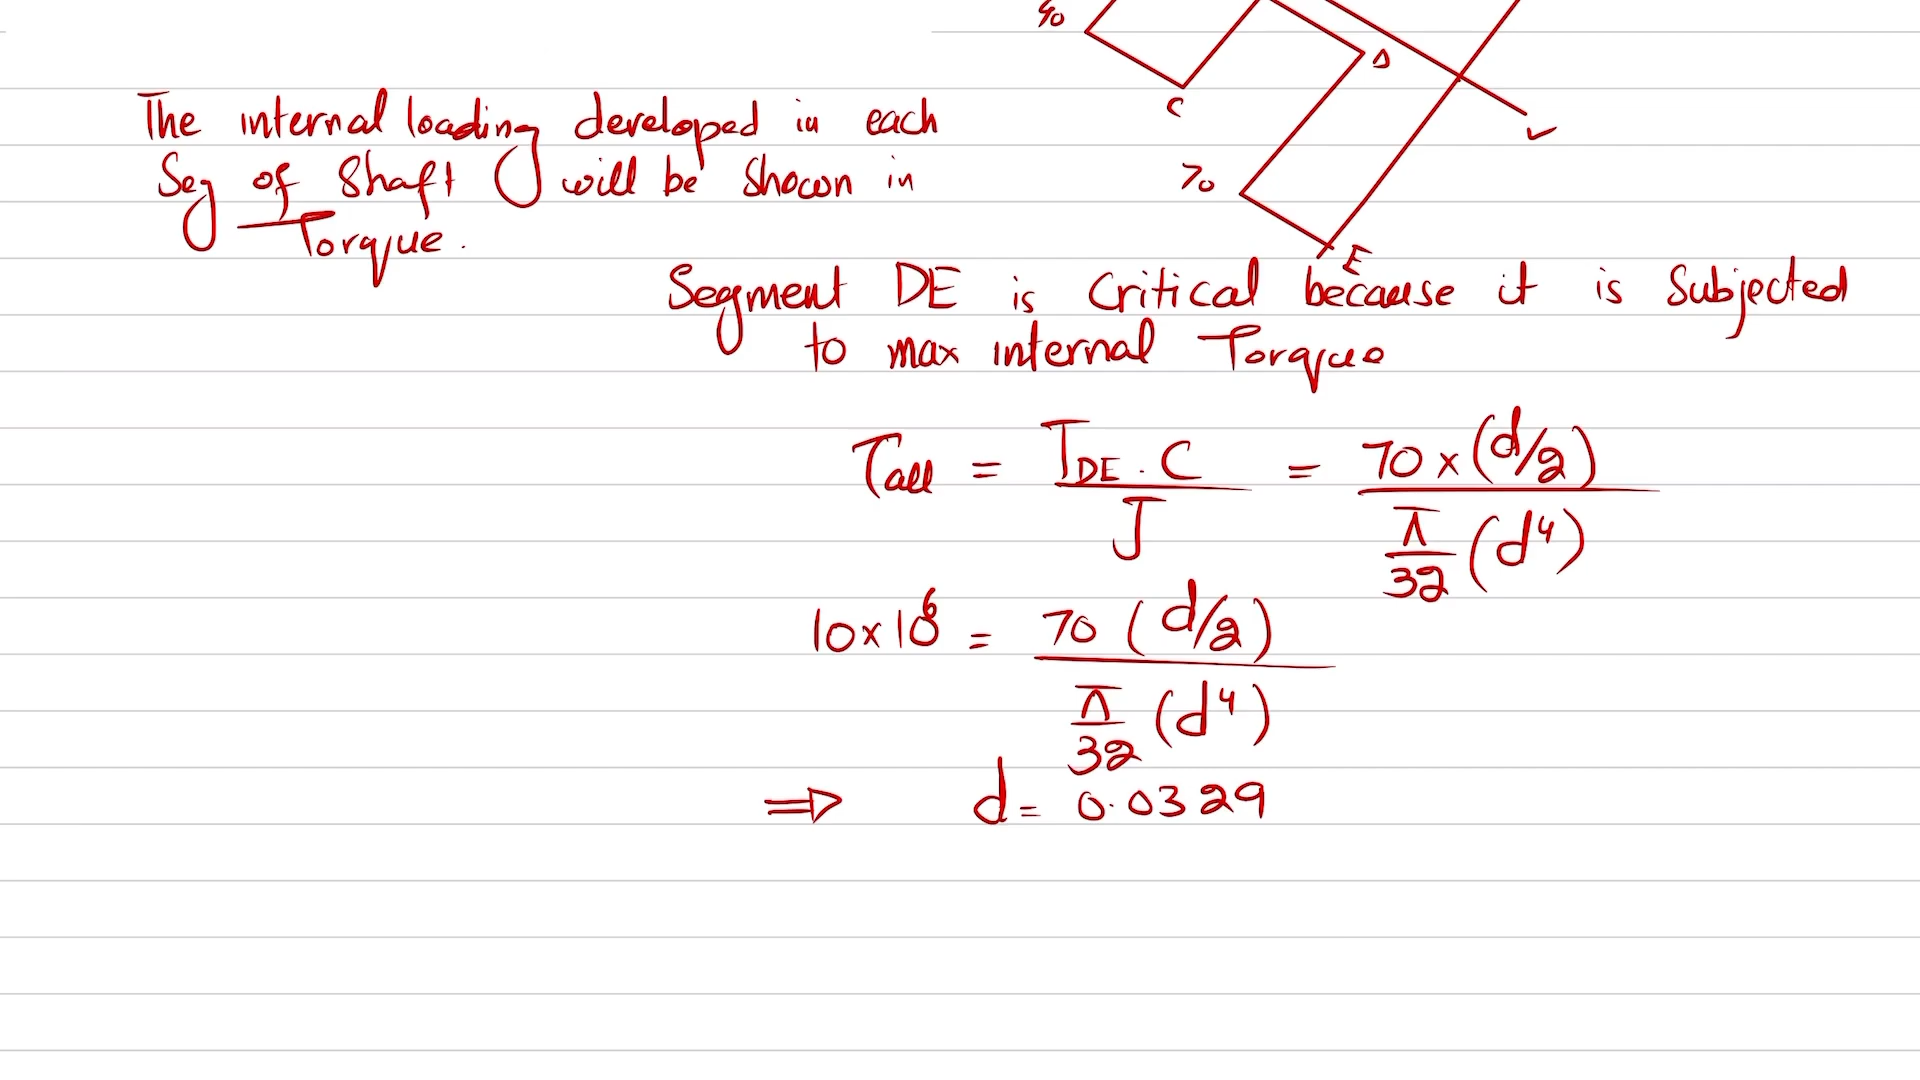 40
D
C
70
E
The internal loading developed in each
Seg of Shaft will be shown in
Torque.
Segment DE is Critical because it is Subjected
to max internal Torque
τall = TDE . C / J = 70 x (d/2) / π/32 (d⁴)
10x10⁶ = 70 (d/2) / π/32 (d⁴)
⇒ d = 0.0329